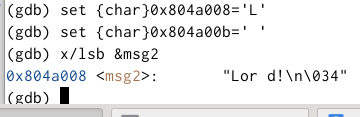 (gdb) set {char}0x804a008='L'
(gdb) set {char}0x804a00b=' '
(gdb) x/lsb &msg2
0x804a008 <msg2>: "Lor d!\n\034"
(gdb)